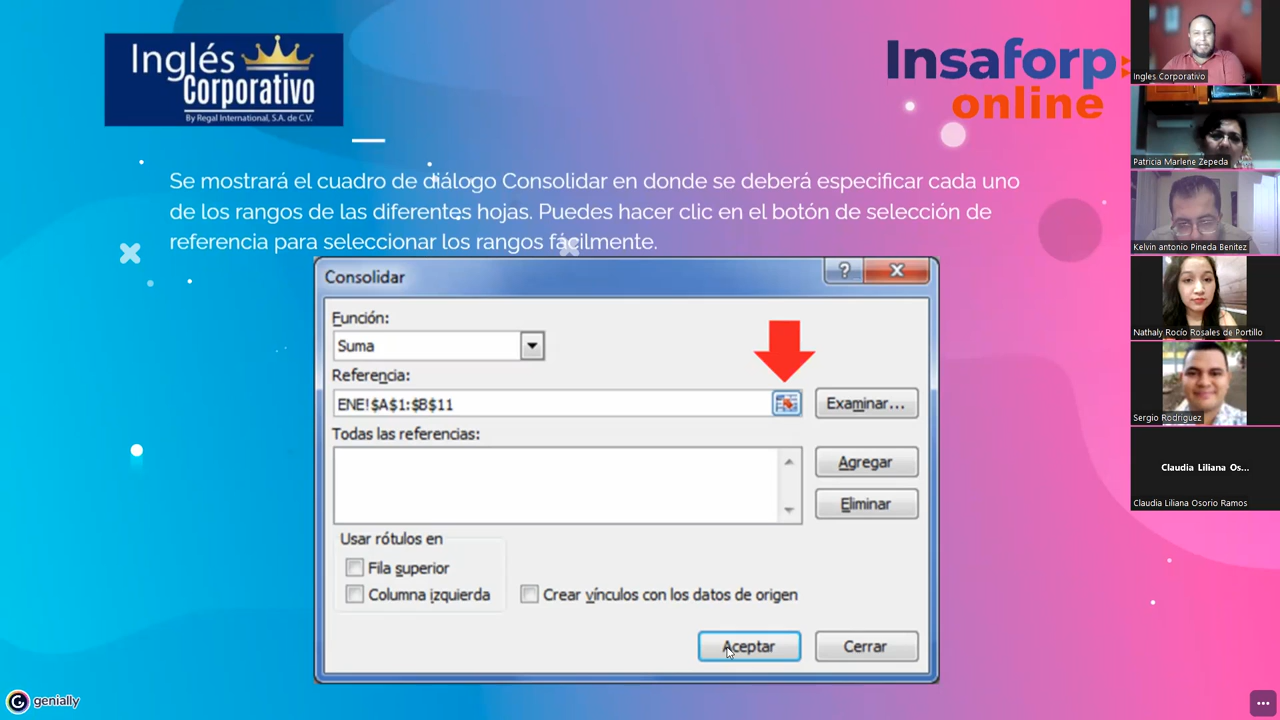 Inglés
Corporativo
By Regal International, S.A. de C.V.
Insaforp
online
Se mostrará el cuadro de diálogo Consolidar en donde se deberá especificar cada uno
de los rangos de las diferentes hojas. Puedes hacer clic en el botón de selección de
referencia para seleccionar los rangos fácilmente.
Consolidar
?
Función:
Suma
Referencia:
ENE!$A$1:$B$11
Examinar...
Todas las referencias:
Agregar
Eliminar
Usar rótulos en
Fila superior
Columna izquierda
Crear vínculos con los datos de origen
Aceptar
Cerrar
genially
Ingles Corporativo
Patricia Marlene Zepeda
Kelvin antonio Pineda Benitez
Nathaly Rocío Rosales de Portillo
Sergio Rodriguez
Claudia Liliana Os...
Claudia Liliana Osorio Ramos